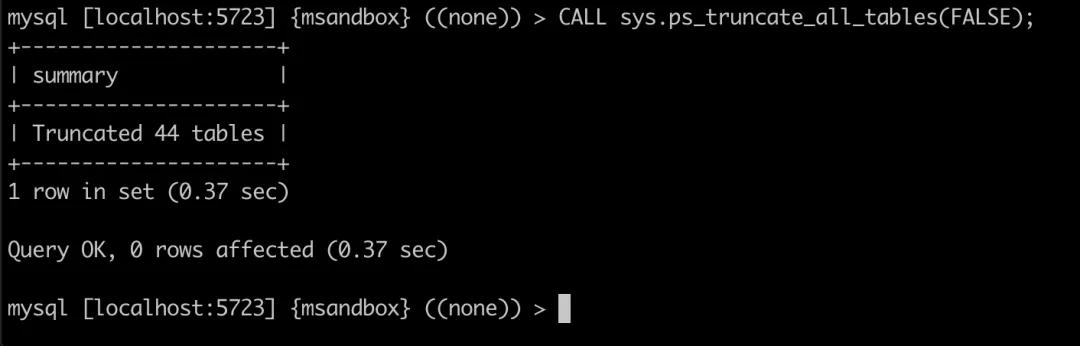 mysql [localhost:5723] {msandbox} ((none)) > CALL sys.ps_truncate_all_tables(FALSE);
+---------------------+
| summary             |
+---------------------+
| Truncated 44 tables |
+---------------------+
1 row in set (0.37 sec)

Query OK, 0 rows affected (0.37 sec)

mysql [localhost:5723] {msandbox} ((none)) >